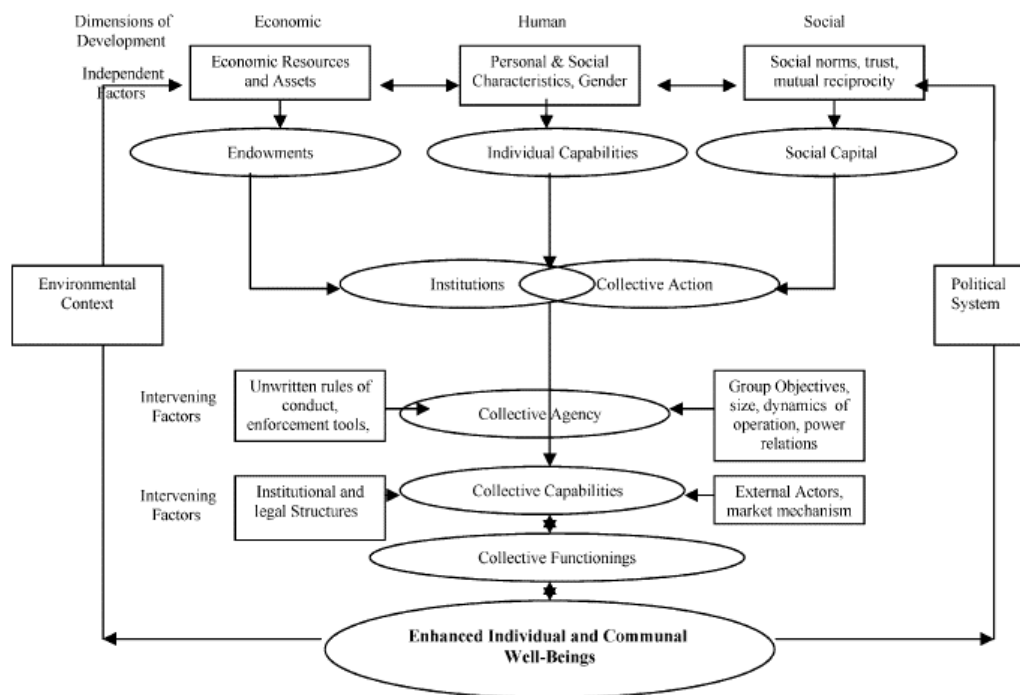 Dimensions of
Development
Economic
Human
Social
Independent
Factors
Economic Resources
and Assets
Personal & Social
Characteristics, Gender
Social norms, trust,
mutual reciprocity
Endowments
Individual Capabilities
Social Capital
Environmental
Context
Institutions
Collective Action
Political
System
Intervening
Factors
Unwritten rules of
conduct,
enforcement tools,
Collective Agency
Group Objectives,
size, dynamics of
operation, power
relations
Intervening
Factors
Institutional and
legal Structures
Collective Capabilities
External Actors,
market mechanism
Collective Functionings
Enhanced Individual and Communal
Well-Beings